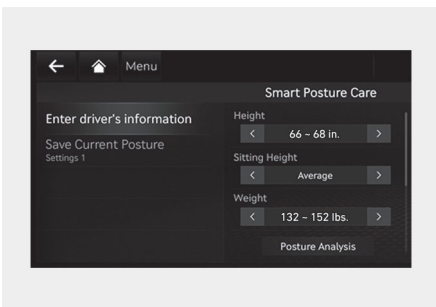 Menu
Smart Posture Care
Enter driver's information
Save Current Posture
Settings 1
Height
66 ~ 68 in.
Sitting Height
Average
Weight
132 ~ 152 lbs.
Posture Analysis